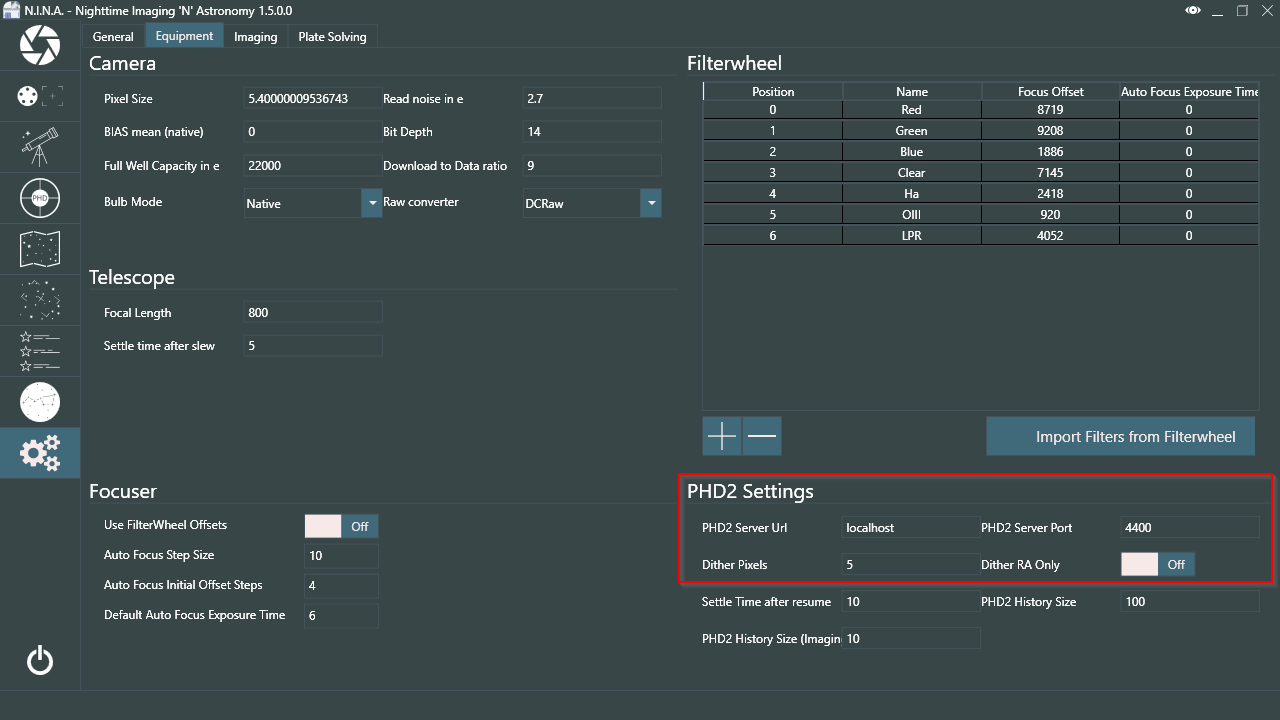 N.I.N.A. - Nighttime Imaging 'N' Astronomy 1.5.0.0
General Equipment Imaging Plate Solving
Camera
Pixel Size 5.40000009536743 Read noise in e 2.7
BIAS mean (native) 0 Bit Depth 14
Full Well Capacity in e 22000 Download to Data ratio 9
Bulb Mode Native Raw converter DCRaw
Filterwheel
Position Name Focus Offset Auto Focus Exposure Time
0 Red 8719 0
1 Green 9208 0
2 Blue 1886 0
3 Clear 7145 0
4 Ha 2418 0
5 OIII 920 0
6 LPR 4052 0
Import Filters from Filterwheel
PHD
Telescope
Focal Length 800
Settle time after slew 5
Focuser
Use FilterWheel Offsets Off
Auto Focus Step Size 10
Auto Focus Initial Offset Steps 4
Default Auto Focus Exposure Time 6
PHD2 Settings
PHD2 Server Url localhost PHD2 Server Port 4400
Dither Pixels 5 Dither RA Only Off
Settle Time after resume 10 PHD2 History Size 100
PHD2 History Size (Imagin 10